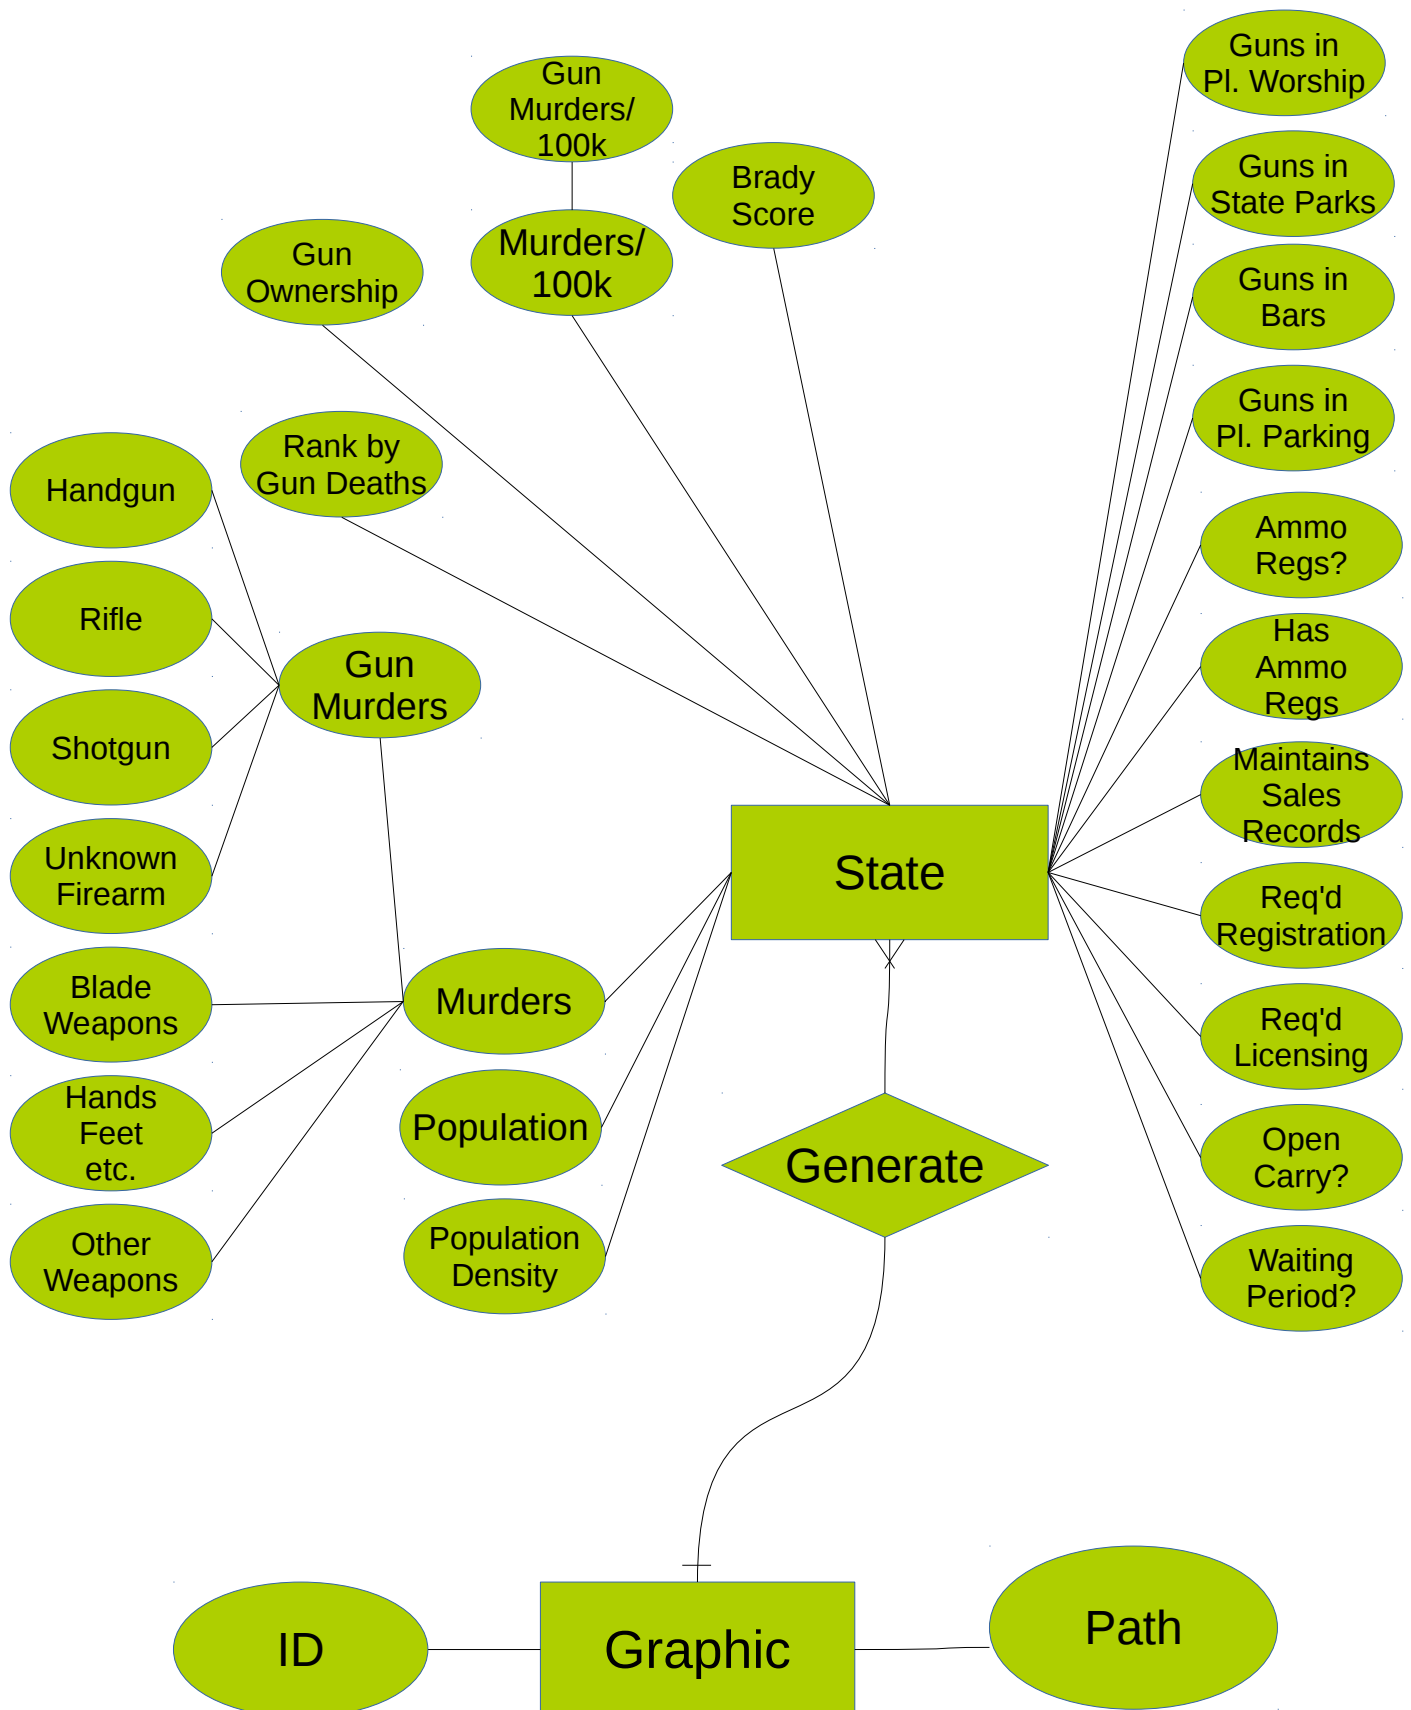 Guns in
Pl. Worship
Gun
Murders/
100k
Brady
Score
Guns in
State Parks
Gun
Ownership
Murders/
100k
Guns in
Bars
Rank by
Gun Deaths
Guns in
Pl. Parking
Handgun
Ammo
Regs?
Rifle
Gun
Murders
Has
Ammo
Regs
Shotgun
Maintains
Sales
Records
Unknown
Firearm
State
Req'd
Registration
Blade
Weapons
Murders
Req'd
Licensing
Hands
Feet
etc.
Population
Generate
Open
Carry?
Other
Weapons
Population
Density
Waiting
Period?
ID
Graphic
Path